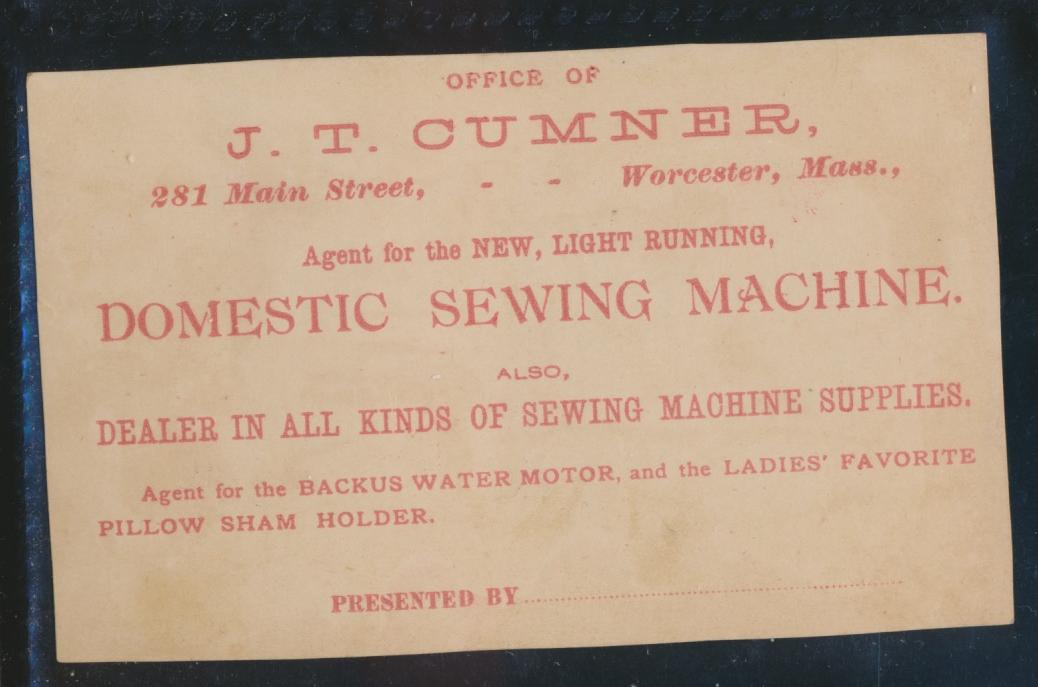 OFFICE OF
J. T. CUMNER,
281 Main Street, - - Worcester, Mass.,
Agent for the NEW, LIGHT RUNNING,
DOMESTIC SEWING MACHINE.
ALSO,
DEALER IN ALL KINDS OF SEWING MACHINE SUPPLIES.
Agent for the BACKUS WATER MOTOR, and the LADIES' FAVORITE
PILLOW SHAM HOLDER.
PRESENTED BY